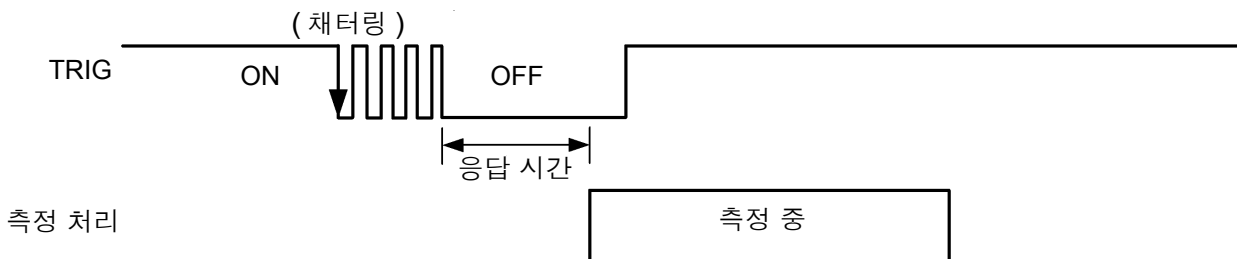 ( 채터링 )
TRIG
ON
OFF
응답 시간
측정 처리
측정 중